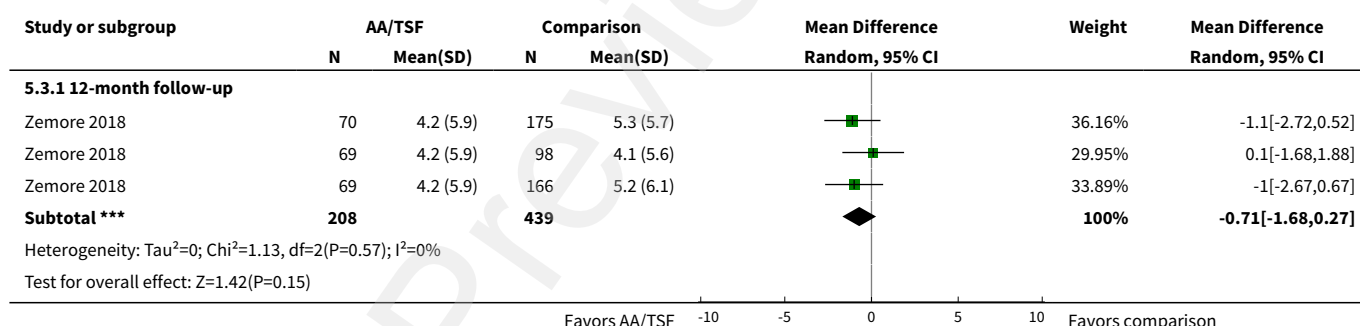 Study or subgroup AA/TSF Comparison Mean Difference Weight Mean Difference
N Mean(SD) N Mean(SD) Random, 95% CI Random, 95% CI
5.3.1 12-month follow-up
Zemore 2018 70 4.2 (5.9) 175 5.3 (5.7) 36.16% -1.1[-2.72,0.52]
Zemore 2018 69 4.2 (5.9) 98 4.1 (5.6) 29.95% 0.1[-1.68,1.88]
Zemore 2018 69 4.2 (5.9) 166 5.2 (6.1) 33.89% -1[-2.67,0.67]
Subtotal *** 208 439 100% -0.71[-1.68,0.27]
Heterogeneity: Tau²=0; Chi²=1.13, df=2(P=0.57); I²=0%
Test for overall effect: Z=1.42(P=0.15)
Favors AA/TSF -10 -5 0 5 10 Favors comparison
Preview